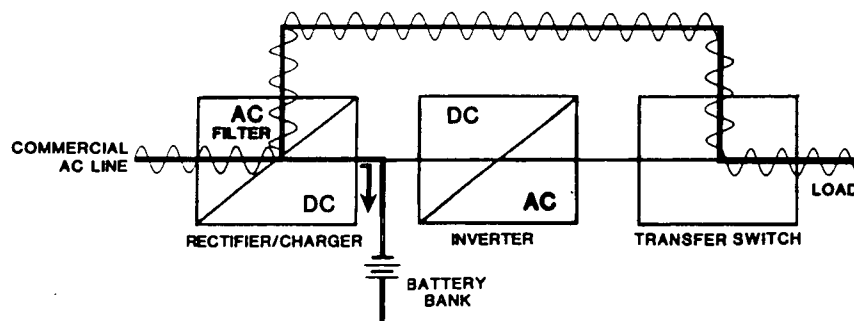 AC
FILTER
DC
COMMERCIAL
AC LINE
DC
AC
LOAD
RECTIFIER/CHARGER
INVERTER
TRANSFER SWITCH
BATTERY
BANK